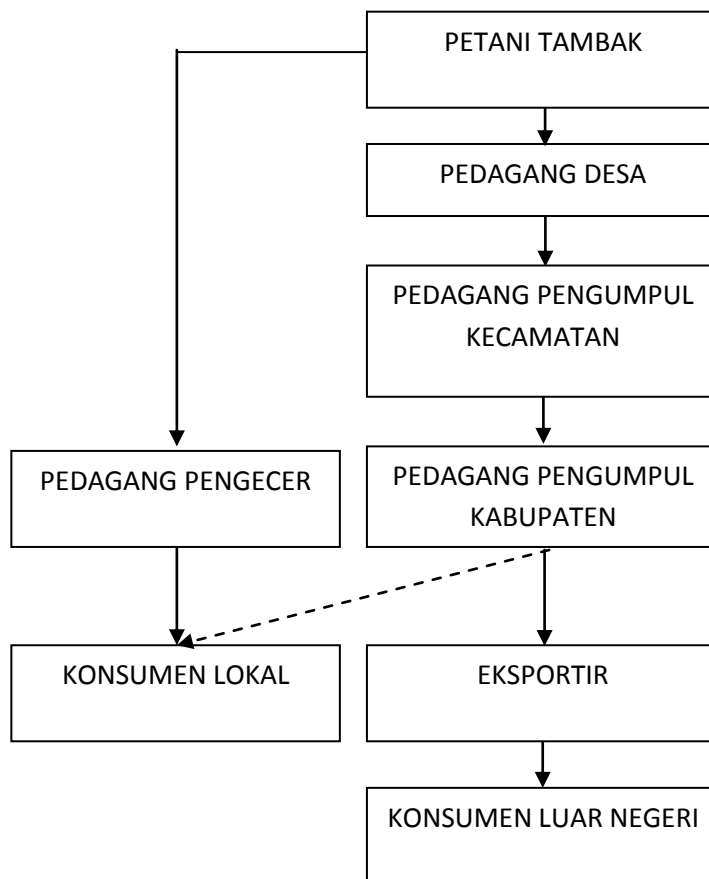 PETANI TAMBAK
PEDAGANG DESA
PEDAGANG PENGUMPUL
KECAMATAN
PEDAGANG PENGECER
PEDAGANG PENGUMPUL
KABUPATEN
KONSUMEN LOKAL
EKSPORTIR
KONSUMEN LUAR NEGERI